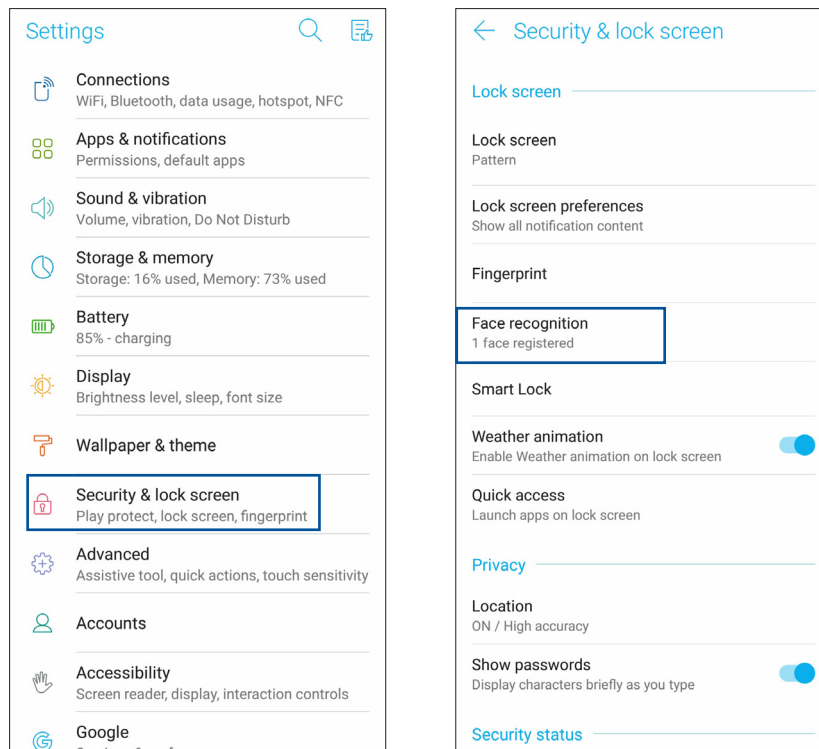 Settings
Connections
WiFi, Bluetooth, data usage, hotspot, NFC
Apps & notifications
Permissions, default apps
Sound & vibration
Volume, vibration, Do Not Disturb
Storage & memory
Storage: 16% used, Memory: 73% used
Battery
85% - charging
Display
Brightness level, sleep, font size
Wallpaper & theme
Security & lock screen
Play protect, lock screen, fingerprint
Advanced
Assistive tool, quick actions, touch sensitivity
Accounts
Accessibility
Screen reader, display, interaction controls
Google
Security & lock screen
Lock screen
Lock screen
Pattern
Lock screen preferences
Show all notification content
Fingerprint
Face recognition
1 face registered
Smart Lock
Weather animation
Enable Weather animation on lock screen
Quick access
Launch apps on lock screen
Privacy
Location
ON / High accuracy
Show passwords
Display characters briefly as you type
Security status